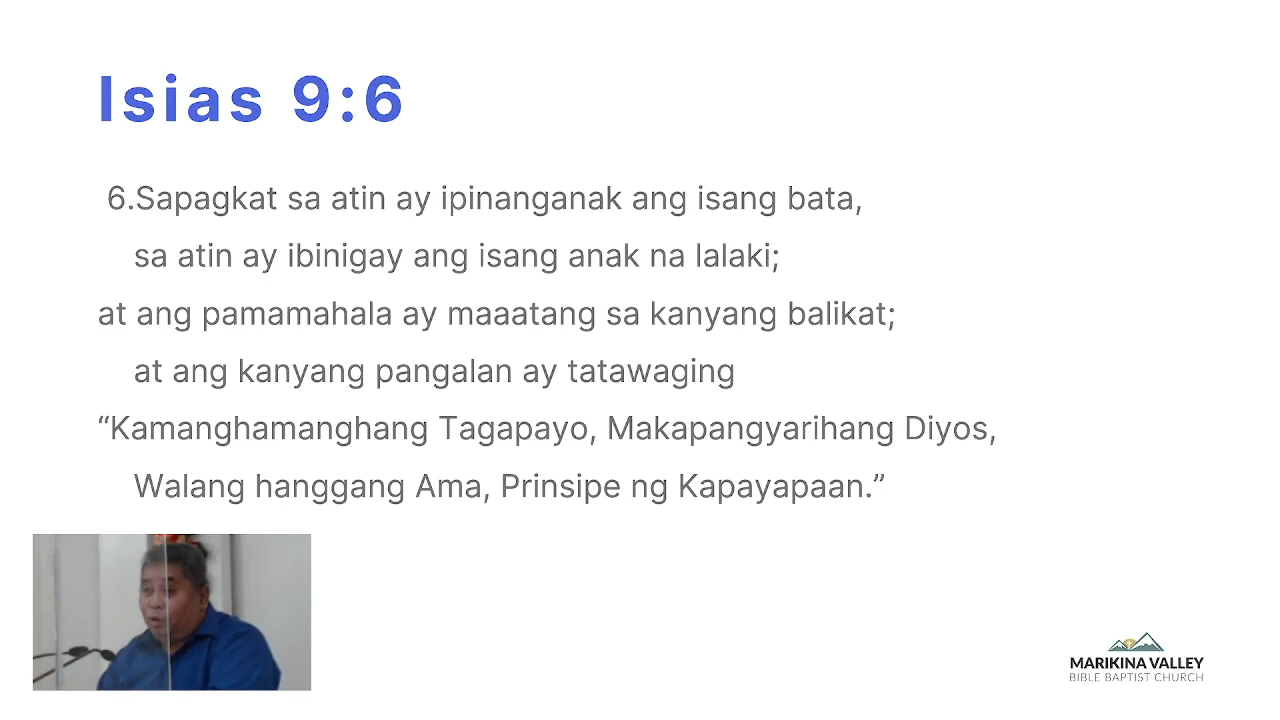 Isias 9:6
6.Sapagkat sa atin ay ipinanganak ang isang bata,
sa atin ay ibinigay ang isang anak na lalaki;
at ang pamamahala ay maaatang sa kanyang balikat;
at ang kanyang pangalan ay tatawaging
“Kamanghamanghang Tagapayo, Makapangyarihang Diyos,
Walang hanggang Ama, Prinsipe ng Kapayapaan.”
MARIKINA VALLEY
BIBLE BAPTIST CHURCH